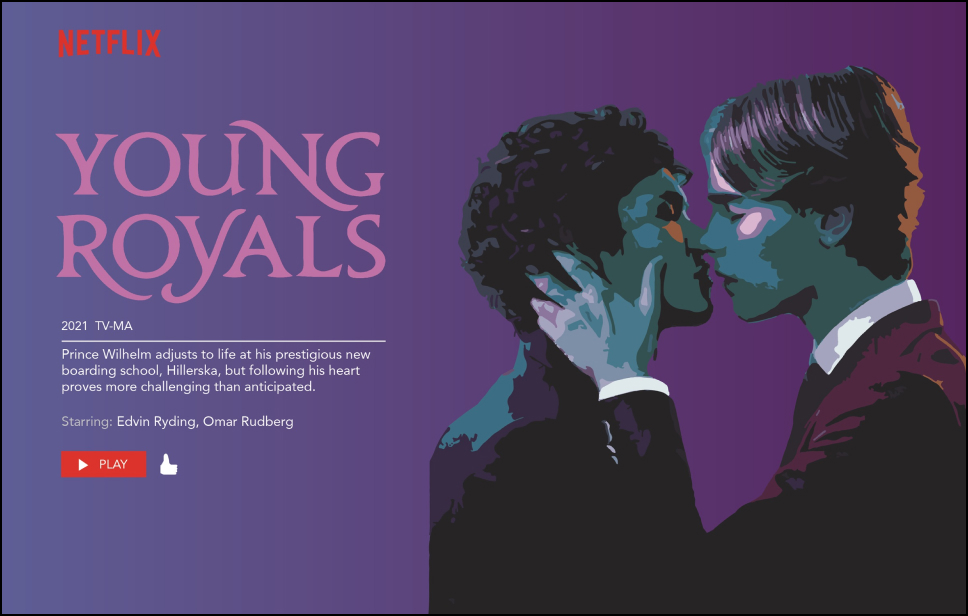 NETFLIX
YOUNG
ROYALS
2021 TV-MA
Prince Wilhelm adjusts to life at his prestigious new
boarding school, Hillerska, but following his heart
proves more challenging than anticipated.
Starring: Edvin Ryding, Omar Rudberg
PLAY